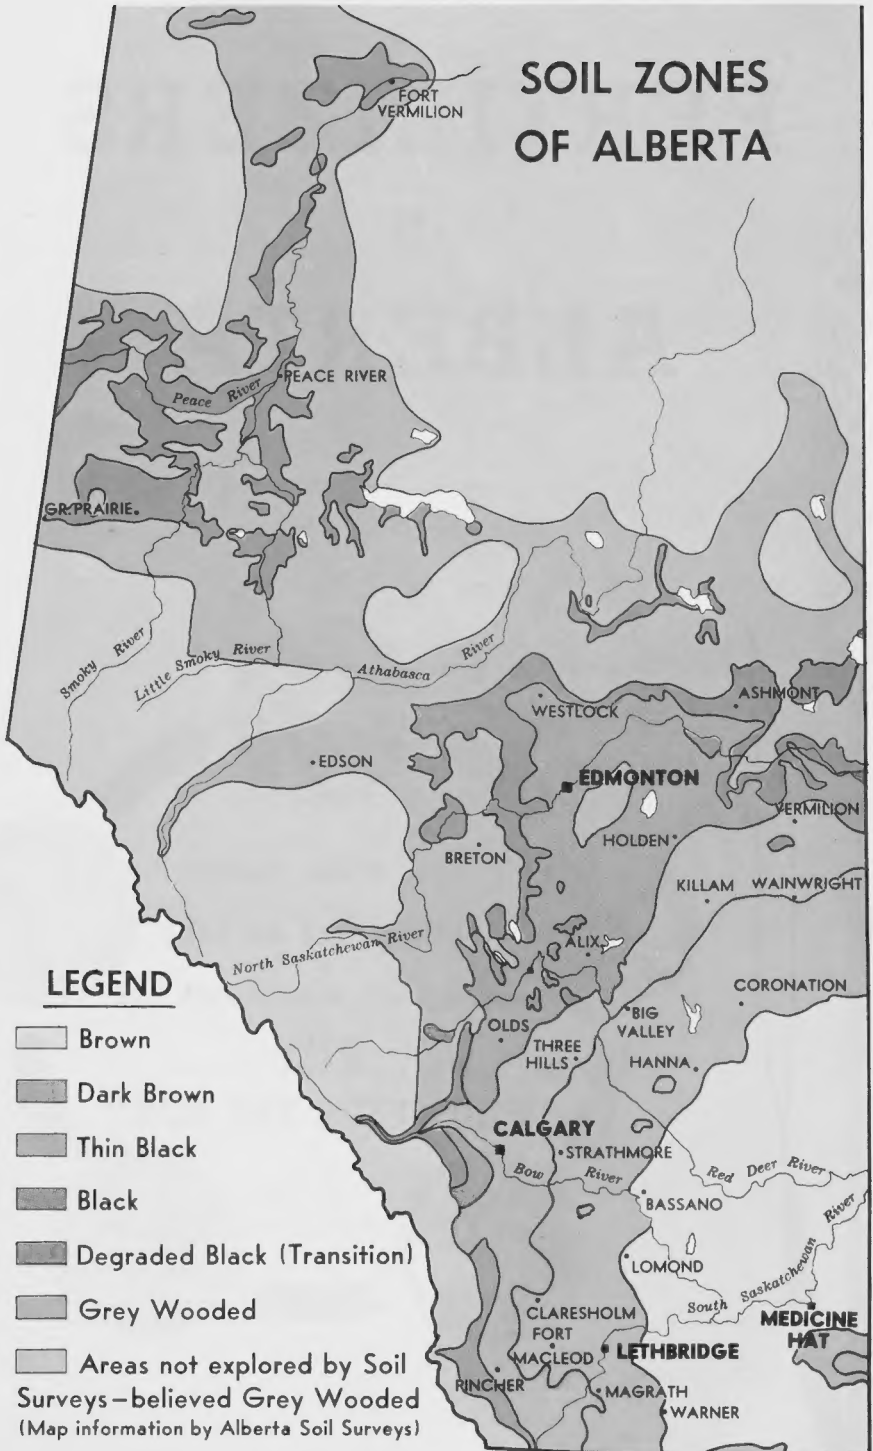 SOIL ZONES
OF ALBERTA
FORT
VERMILION
PEACE RIVER
Peace River
GR. PRAIRIE
Smoky River
Little Smoky River
Athabasca River
WESTLOCK
ASHMONT
EDSON
EDMONTON
VERMILION
HOLDEN
BRETON
KILLAM
WAINWRIGHT
North Saskatchewan River
ALIX
CORONATION
BIG
VALLEY
OLDS
THREE
HILLS
HANNA
CALGARY
STRATHMORE
Bow River
Red Deer River
BASSANO
LOMOND
South Saskatchewan River
CLARESHOLM
FORT
MACLEOD
MEDICINE
HAT
LETHBRIDGE
PINCHER
MAGRATH
WARNER
LEGEND
Brown
Dark Brown
Thin Black
Black
Degraded Black (Transition)
Grey Wooded
Areas not explored by Soil
Surveys—believed Grey Wooded
(Map information by Alberta Soil Surveys)